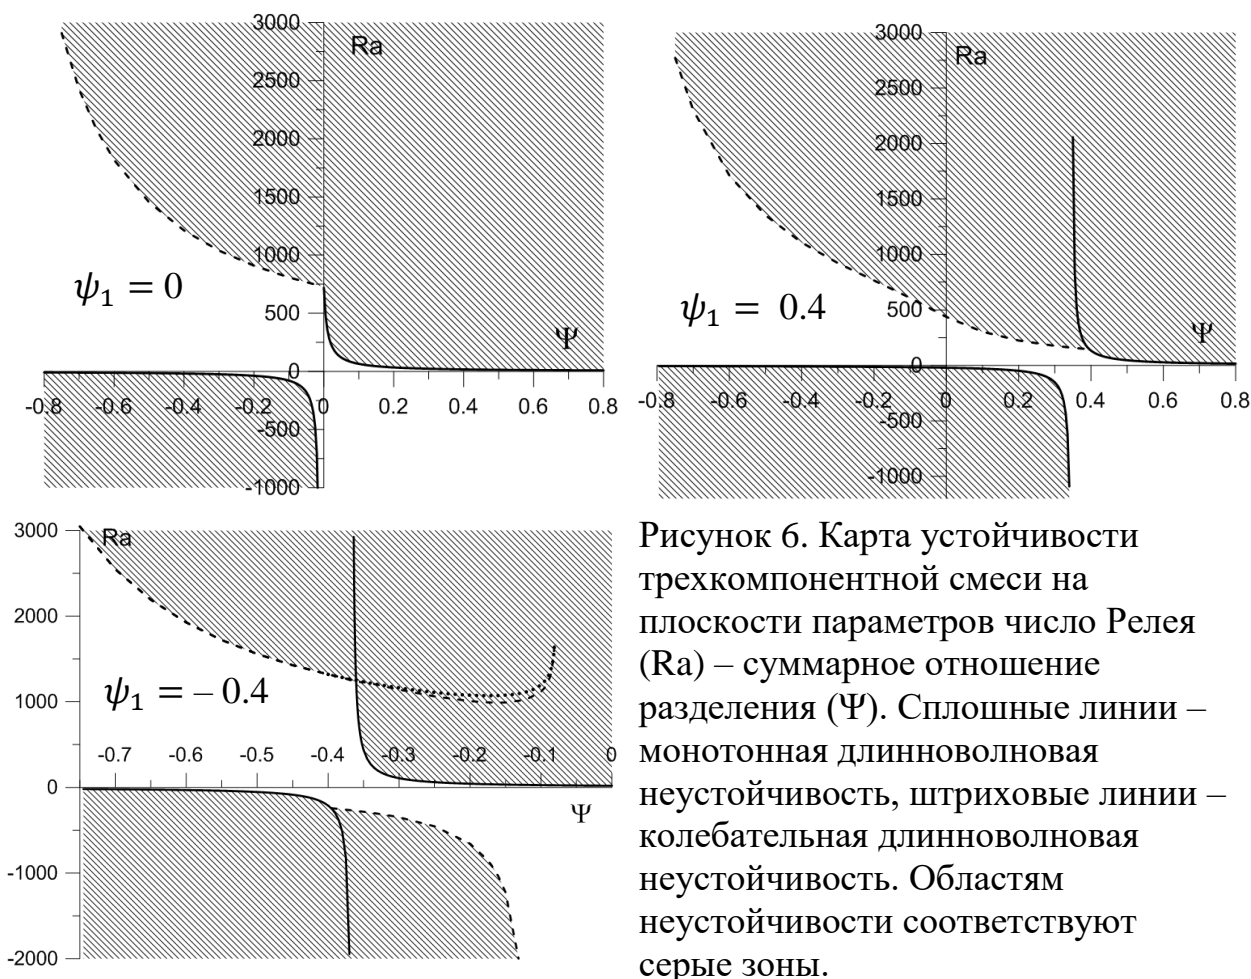 3000
Ra
2500
2000
1500
1000
ψ₁ = 0
500
Ψ
0
-0.8 -0.6 -0.4 -0.2 0 0.2 0.4 0.6 0.8
-500
-1000
3000
Ra
2500
2000
1500
1000
ψ₁ = 0.4
500
Ψ
0
-0.8 -0.6 -0.4 -0.2 0 0.2 0.4 0.6 0.8
-500
-1000
3000
Ra
2000
ψ₁ = – 0.4
1000
-0.7 -0.6 -0.5 -0.4 -0.3 -0.2 -0.1 0
0
Ψ
-1000
-2000
Рисунок 6. Карта устойчивости
трехкомпонентной смеси на
плоскости параметров число Релея
(Ra) – суммарное отношение
разделения (Ψ). Сплошные линии –
монотонная длинноволновая
неустойчивость, штриховые линии –
колебательная длинноволновая
неустойчивость. Областям
неустойчивости соответствуют
серые зоны.